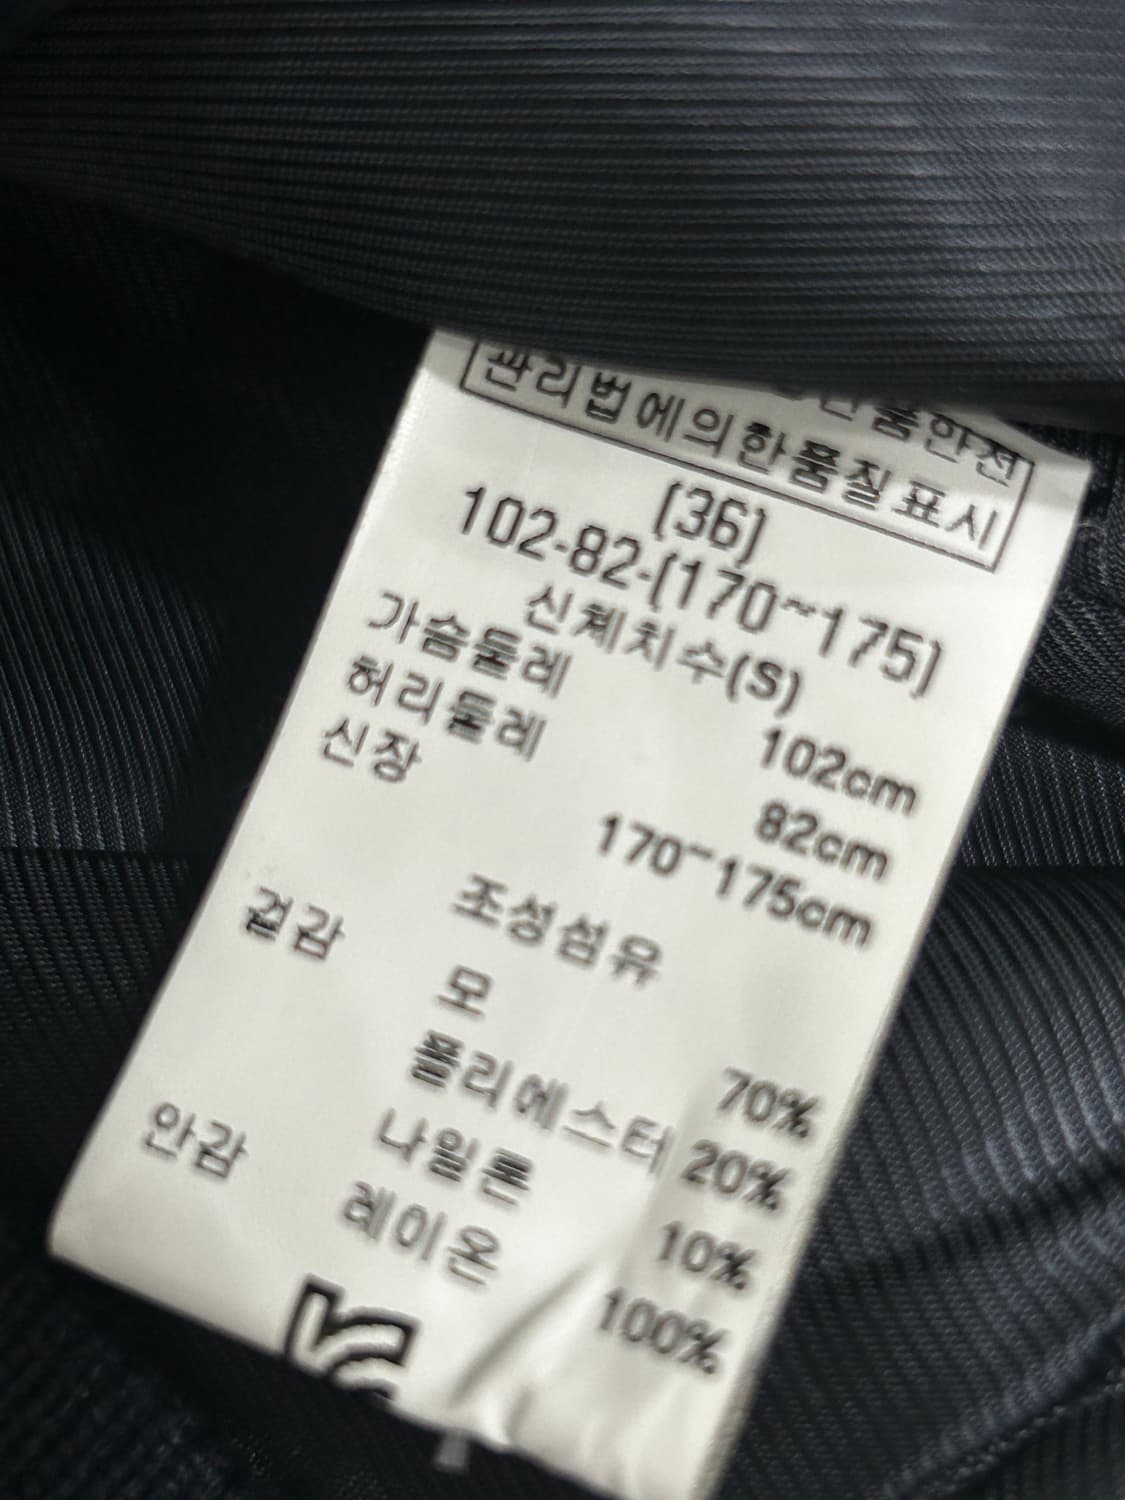 품안전
관리법에의한품질표시
(36)
102-82-(170~175)
신체치수(S)
가슴둘레 102cm
허리둘레 82cm
신장 170~175cm
조성섬유
겉감 모 70%
폴리에스터 20%
나일론 10%
안감 레이온 100%